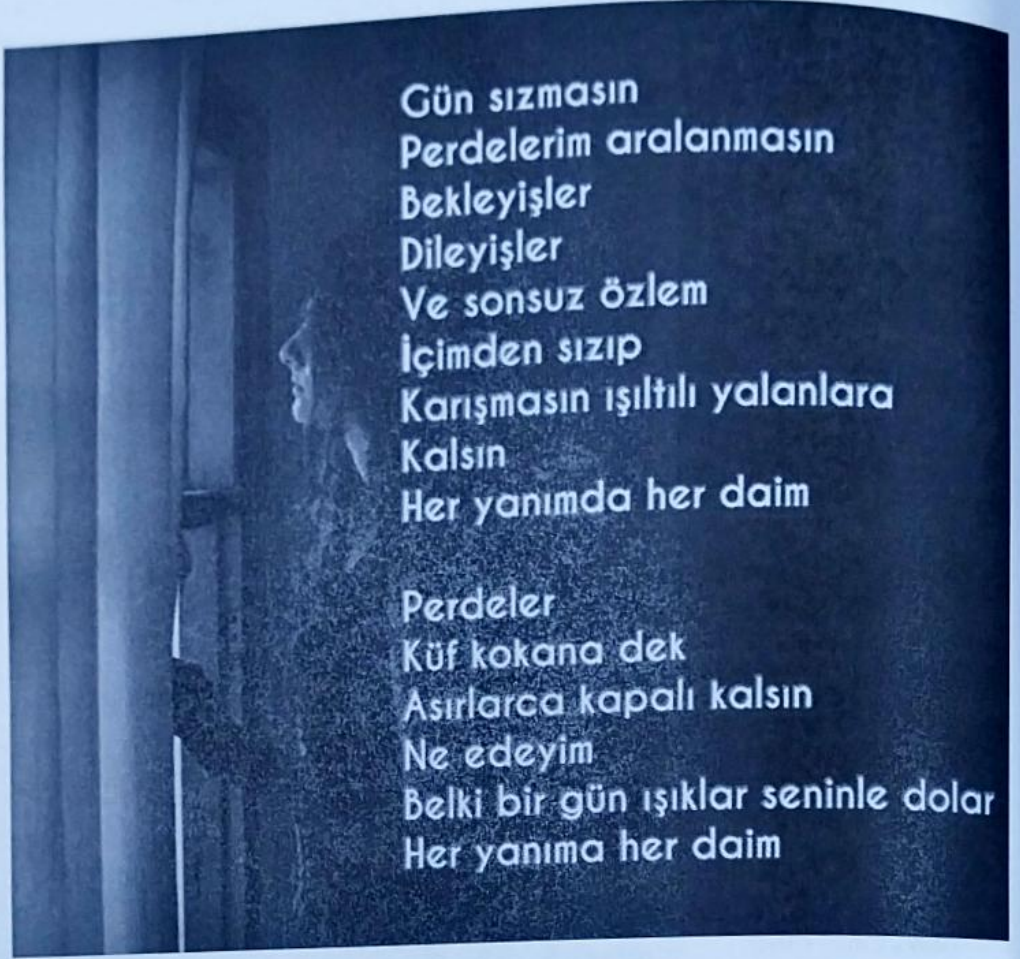 Gün sızmasın
Perdelerim aralanmasın
Bekleyişler
Dileyişler
Ve sonsuz özlem
İçimden sızıp
Karışmasın ışıltılı yalanlara
Kalsın
Her yanımda her daim
Perdeler
Küf kokana dek
Asırlarca kapalı kalsın
Ne edeyim
Belki bir gün ışıklar seninle dolar
Her yanıma her daim